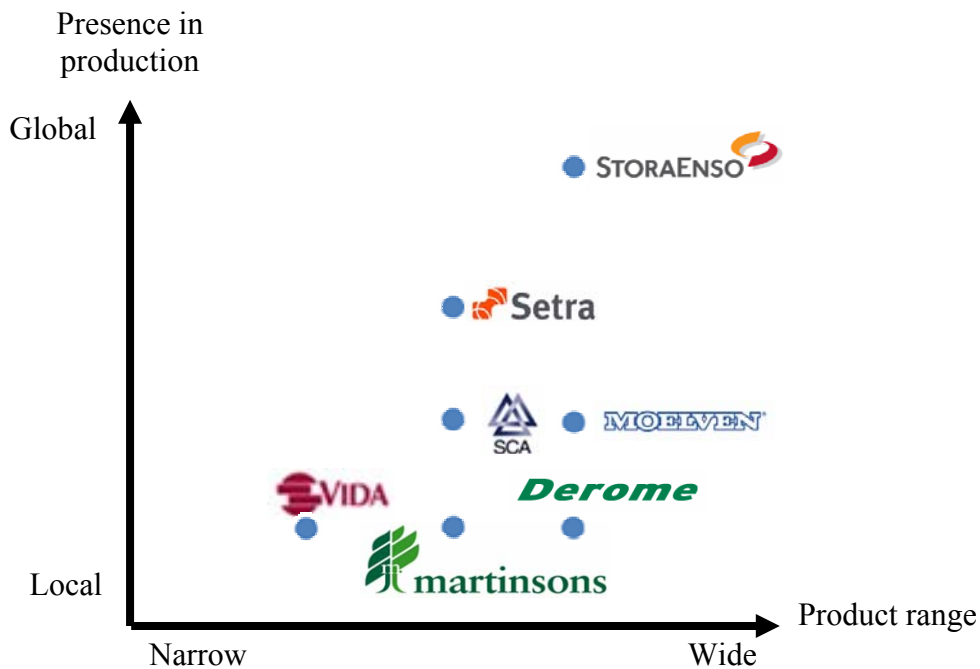 Presence in
production
Global
STORAENSO
Setra
SCA
MOELVEN
VIDA
Derome
martinsons
Local
Product range
Narrow
Wide